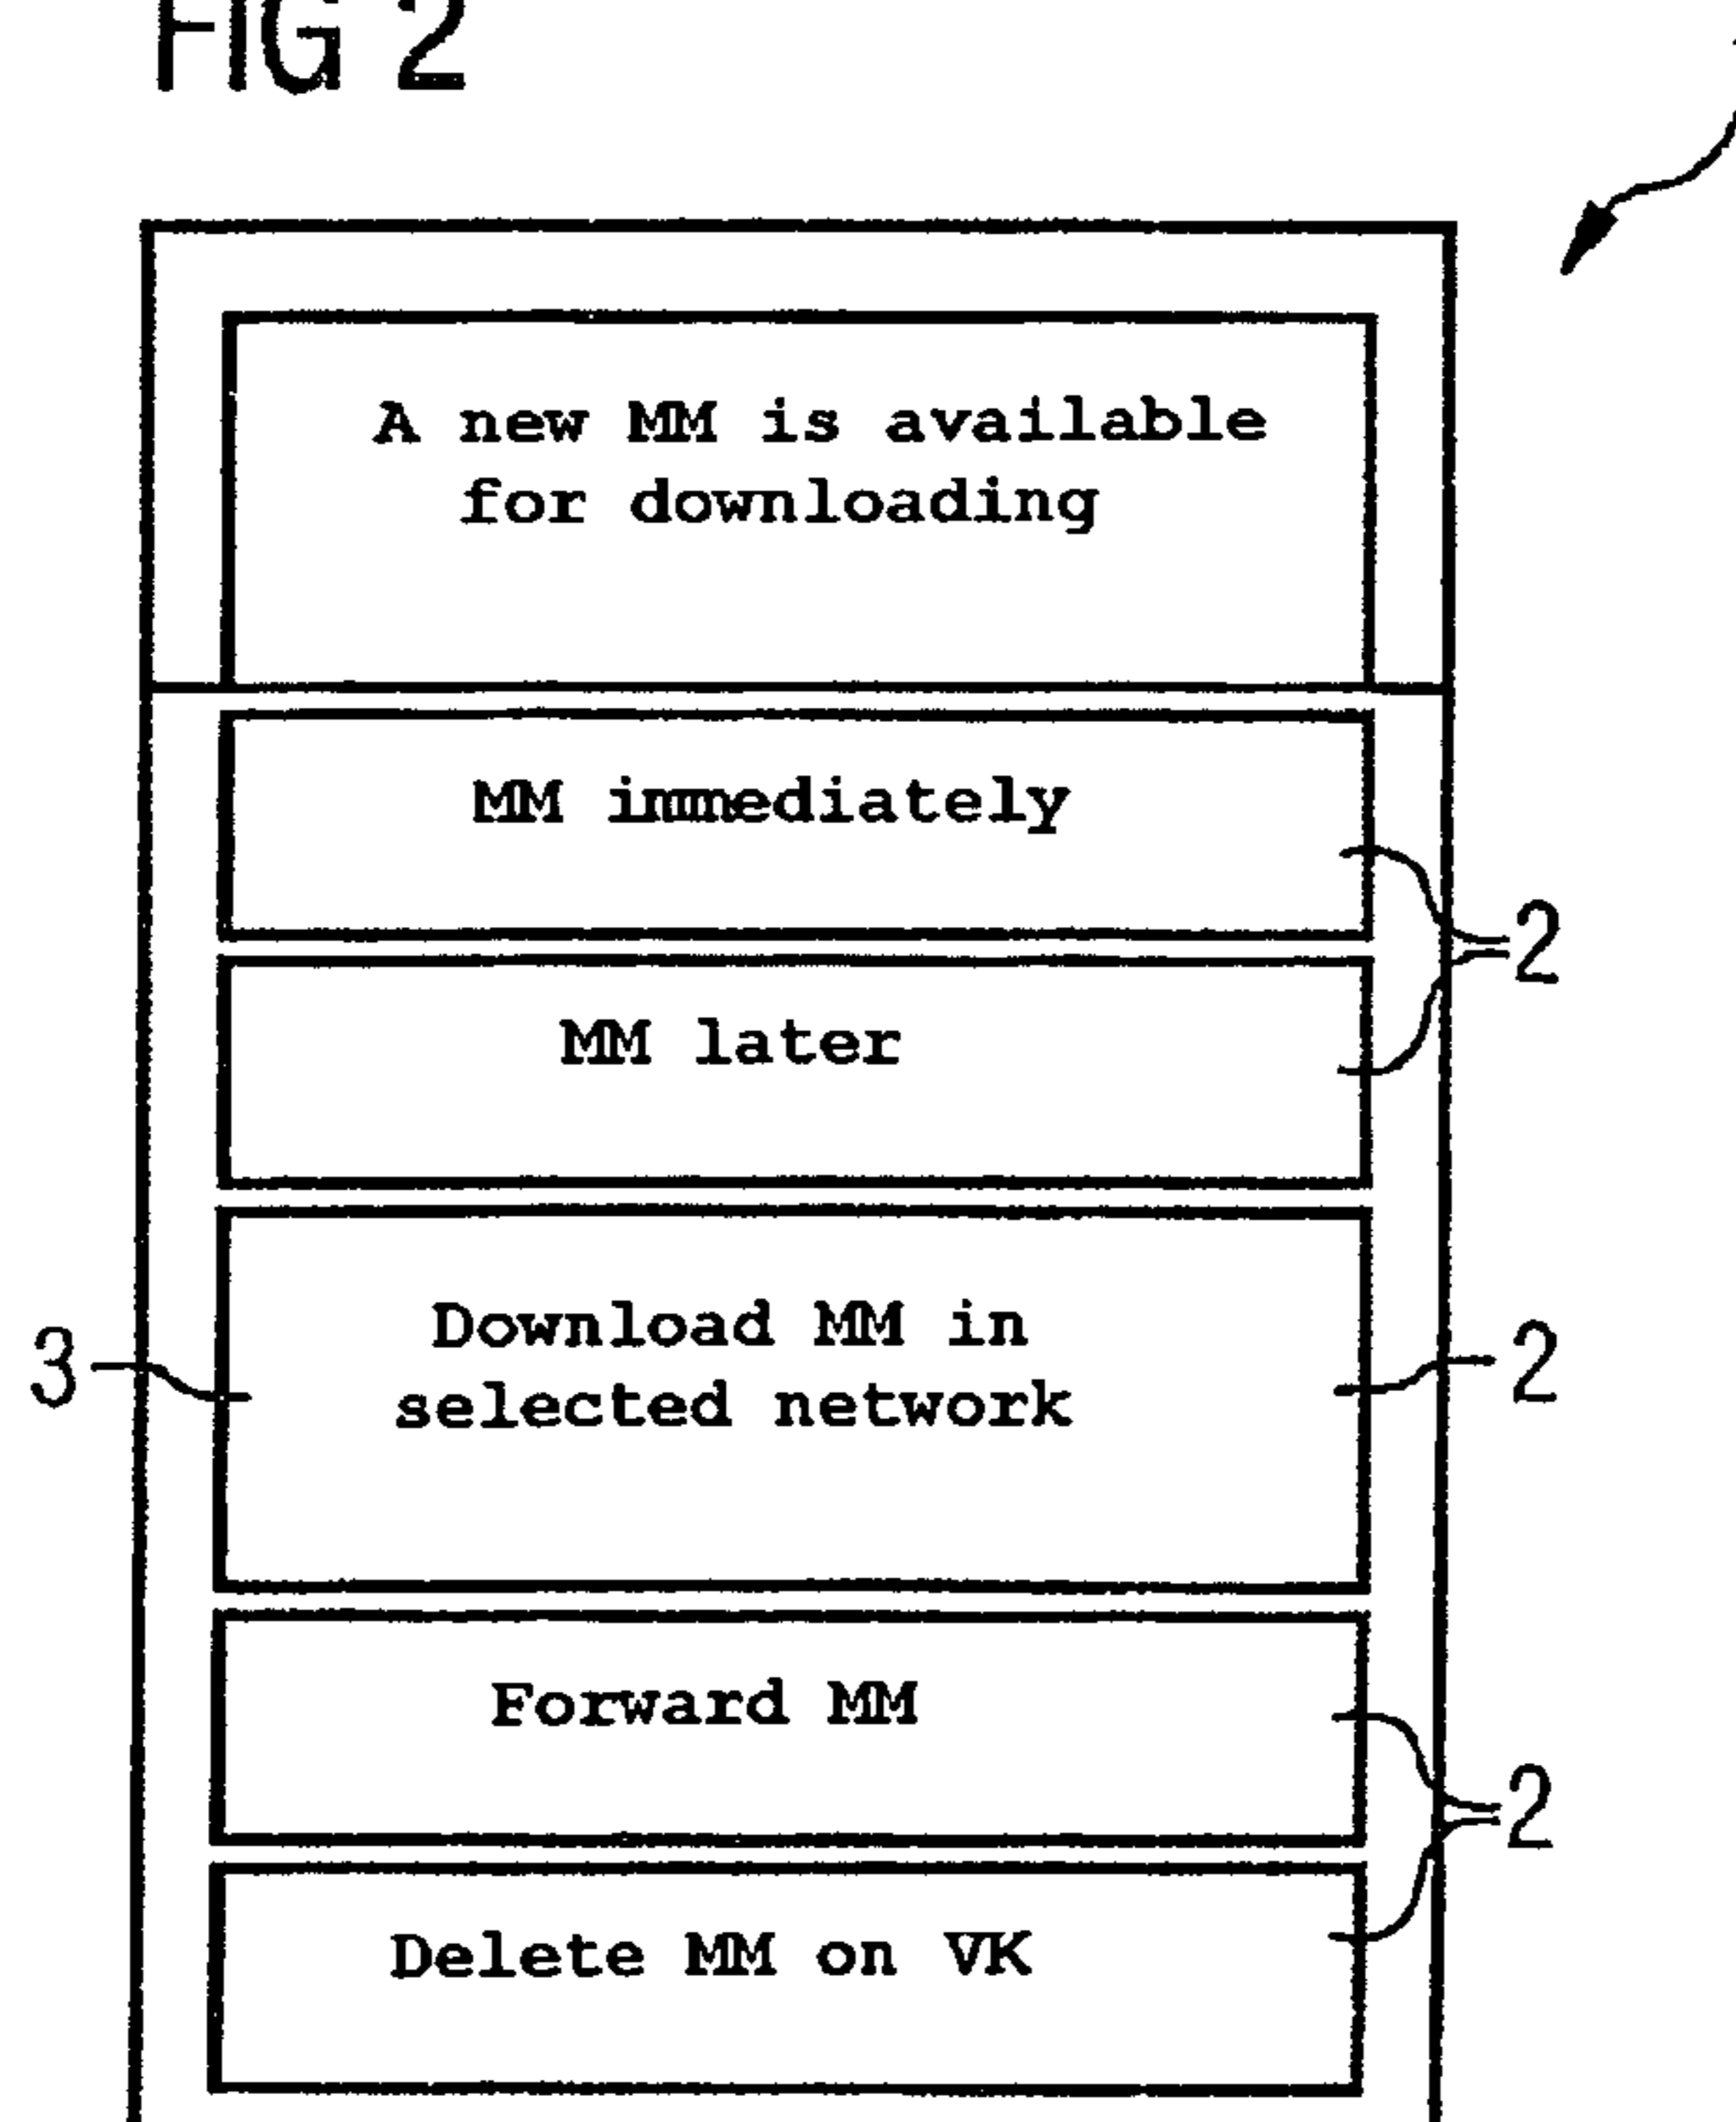 FIG 2
A new MM is available
for downloading
MM immediately
2
MM later
Download MM in
selected network
3
2
Forward MM
2
Delete MM on VK